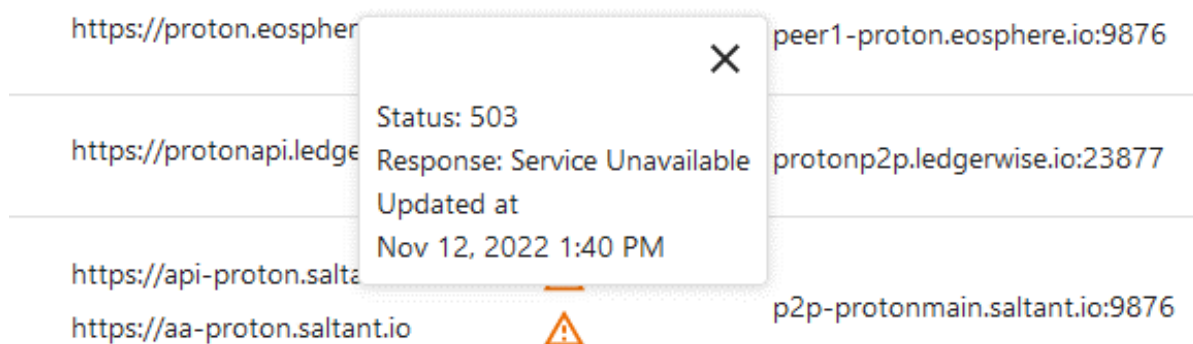 https://proton.eospher
peer1-proton.eosphere.io:9876
Status: 503
Response: Service Unavailable
Updated at
Nov 12, 2022 1:40 PM
https://protonapi.ledge
protonp2p.ledgerwise.io:23877
https://api-proton.salta
https://aa-proton.saltant.io
p2p-protonmain.saltant.io:9876